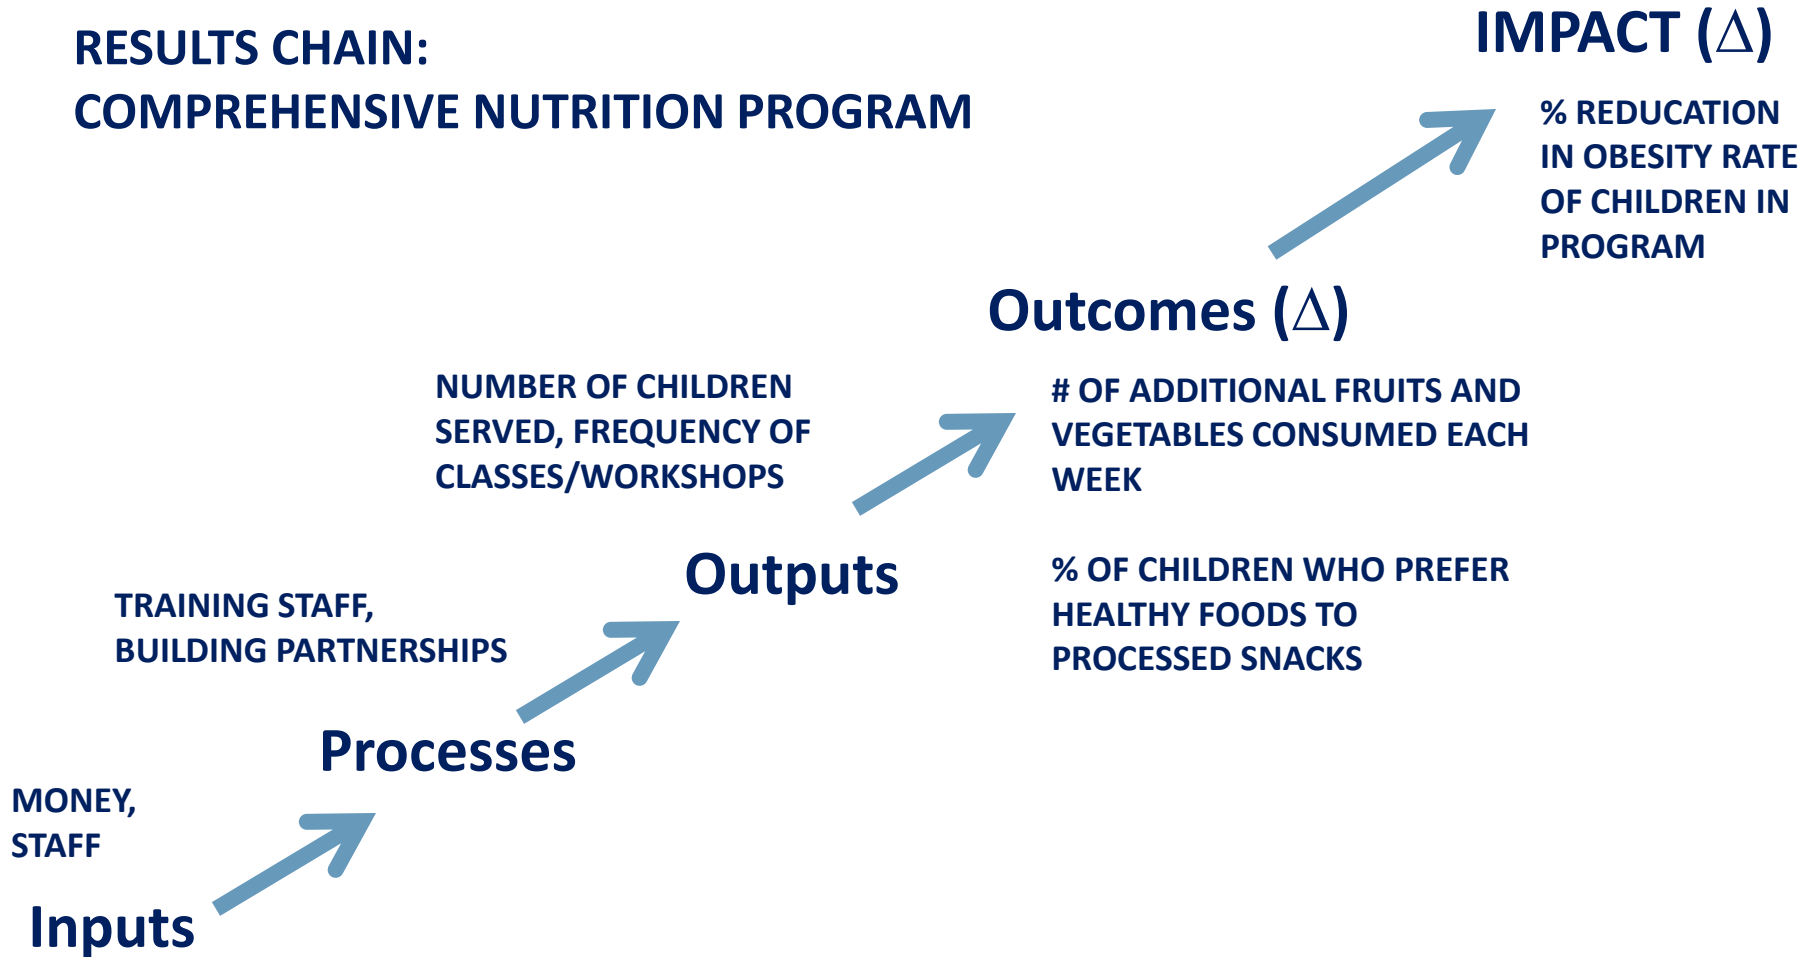 RESULTS CHAIN:
COMPREHENSIVE NUTRITION PROGRAM
IMPACT (Δ)
% REDUCATION
IN OBESITY RATE
OF CHILDREN IN
PROGRAM
Outcomes (Δ)
# OF ADDITIONAL FRUITS AND
VEGETABLES CONSUMED EACH
WEEK
% OF CHILDREN WHO PREFER
HEALTHY FOODS TO
PROCESSED SNACKS
NUMBER OF CHILDREN
SERVED, FREQUENCY OF
CLASSES/WORKSHOPS
Outputs
TRAINING STAFF,
BUILDING PARTNERSHIPS
Processes
MONEY,
STAFF
Inputs